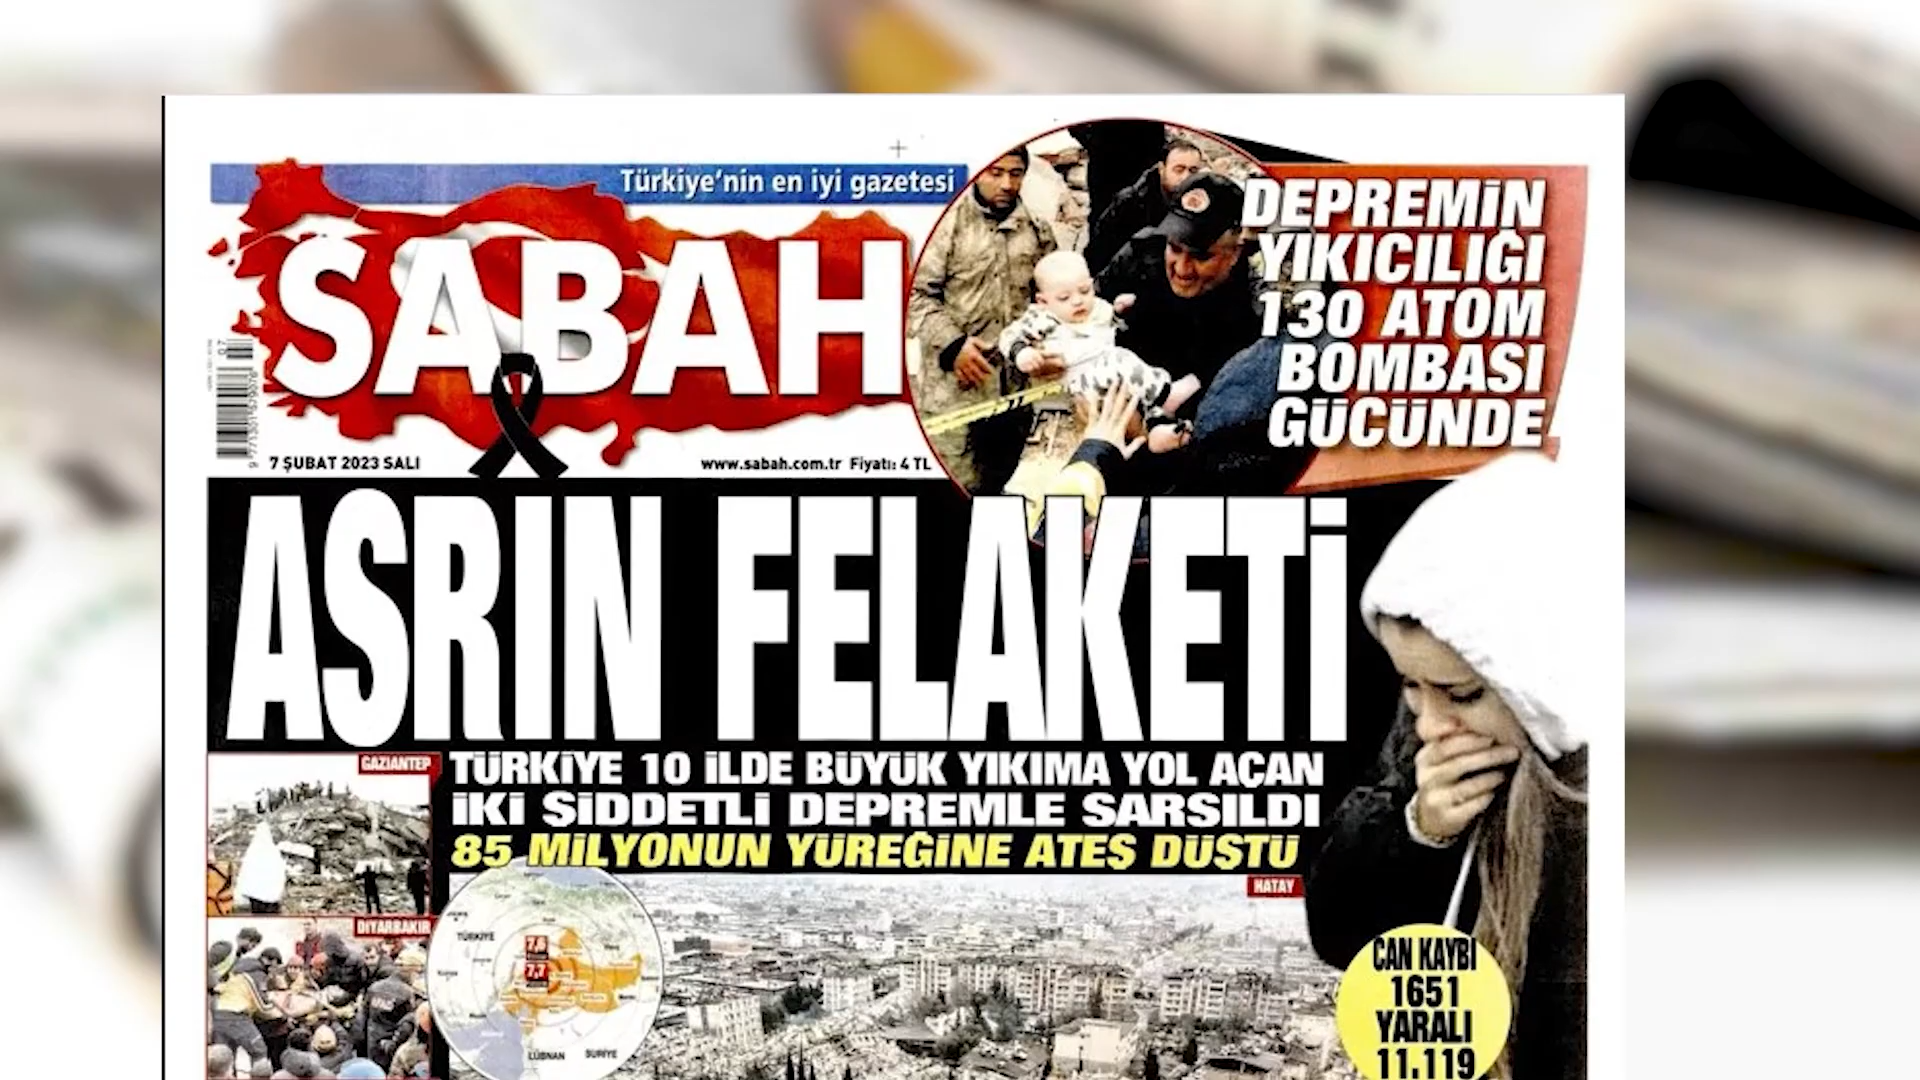 Türkiye'nin en iyi gazetesi
SABAH
7 ŞUBAT 2023 SALI
www.sabah.com.tr Fiyatı: 4 TL
DEPREMİN
YIKICILIĞI
130 ATOM
BOMBASI
GÜCÜNDE
ASRIN FELAKETİ
TÜRKİYE 10 İLDE BÜYÜK YIKIMA YOL AÇAN
İKİ ŞİDDETLİ DEPREMLE SARSILDI
85 MİLYONUN YÜREĞİNE ATEŞ DÜŞTÜ
GAZİANTEP
DİYARBAKIR
HATAY
TÜRKİYE
7,6
7,7
LÜBNAN
SURİYE
CAN KAYBI
1651
YARALI
11.119